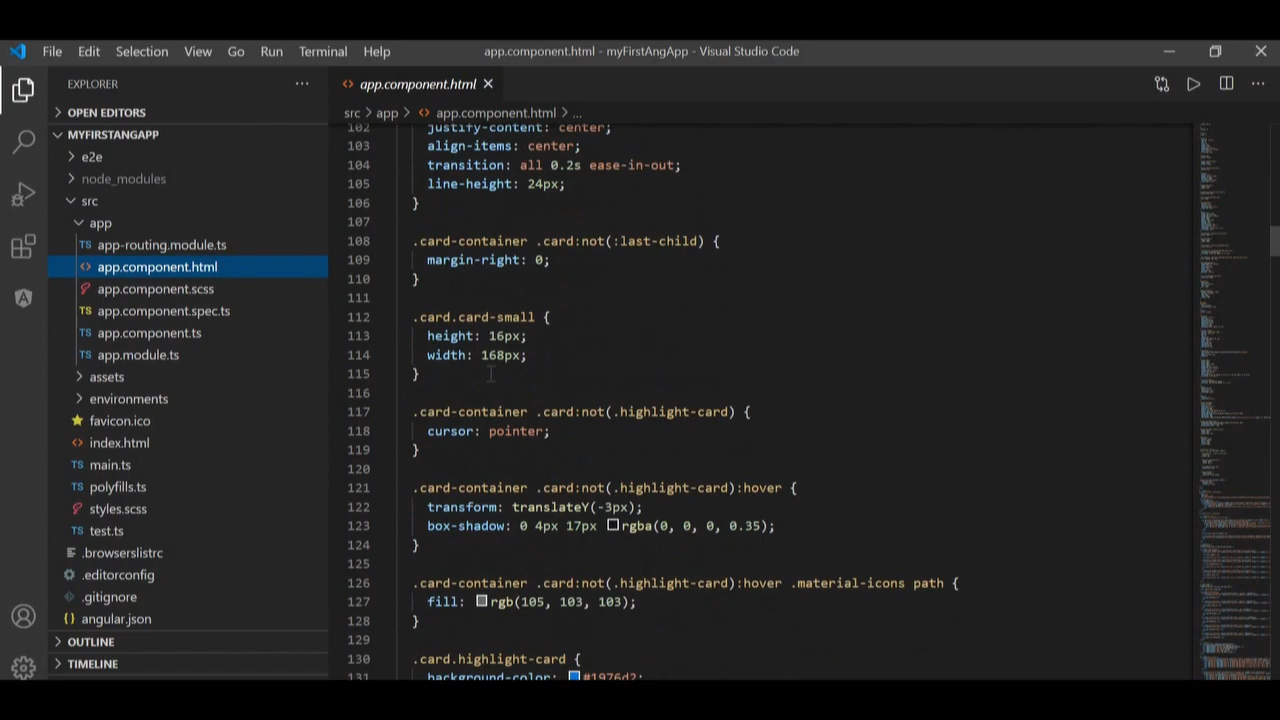 File Edit Selection View Go Run Terminal Help
app.component.html - myFirstAngApp - Visual Studio Code
EXPLORER
OPEN EDITORS
MYFIRSTANGAPP
e2e
node_modules
src
app
app-routing.module.ts
app.component.html
app.component.scss
app.component.spec.ts
app.component.ts
app.module.ts
assets
environments
favicon.ico
index.html
main.ts
polyfills.ts
styles.scss
test.ts
.browserslistrc
.editorconfig
.gitignore
angular.json
OUTLINE
TIMELINE
app.component.html
src > app > app.component.html > ...
102 justify-content: center;
103 align-items: center;
104 transition: all 0.2s ease-in-out;
105 line-height: 24px;
106 }
107
108 .card-container .card:not(:last-child) {
109 margin-right: 0;
110 }
111
112 .card.card-small {
113 height: 16px;
114 width: 168px;
115 }
116
117 .card-container .card:not(.highlight-card) {
118 cursor: pointer;
119 }
120
121 .card-container .card:not(.highlight-card):hover {
122 transform: translateY(-3px);
123 box-shadow: 0 4px 17px rgba(0, 0, 0, 0.35);
124 }
125
126 .card-container .card:not(.highlight-card):hover .material-icons path {
127 fill: rgb(105, 103, 103);
128 }
129
130 .card.highlight-card {
131 background-color: #1976d2;